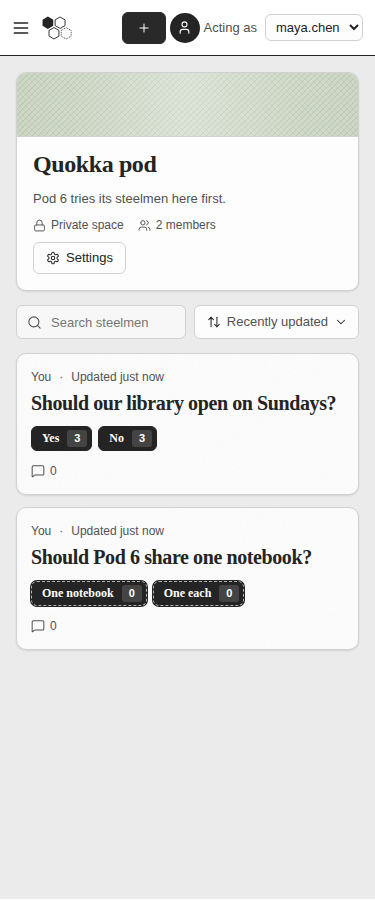 Acting as maya.chen
Quokka pod
Pod 6 tries its steelmen here first.
Private space 2 members
Settings
Search steelmen Recently updated
You · Updated just now
Should our library open on Sundays?
Yes 3 No 3
0
You · Updated just now
Should Pod 6 share one notebook?
One notebook 0 One each 0
0